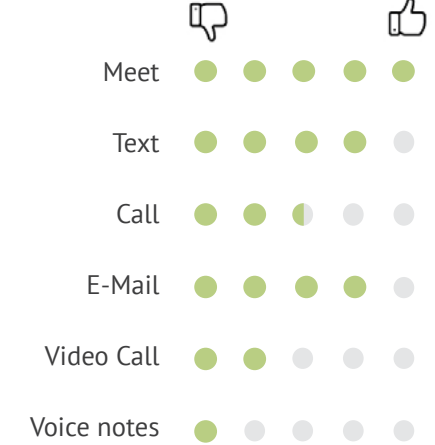 Meet
Text
Call
E-Mail
Video Call
Voice notes